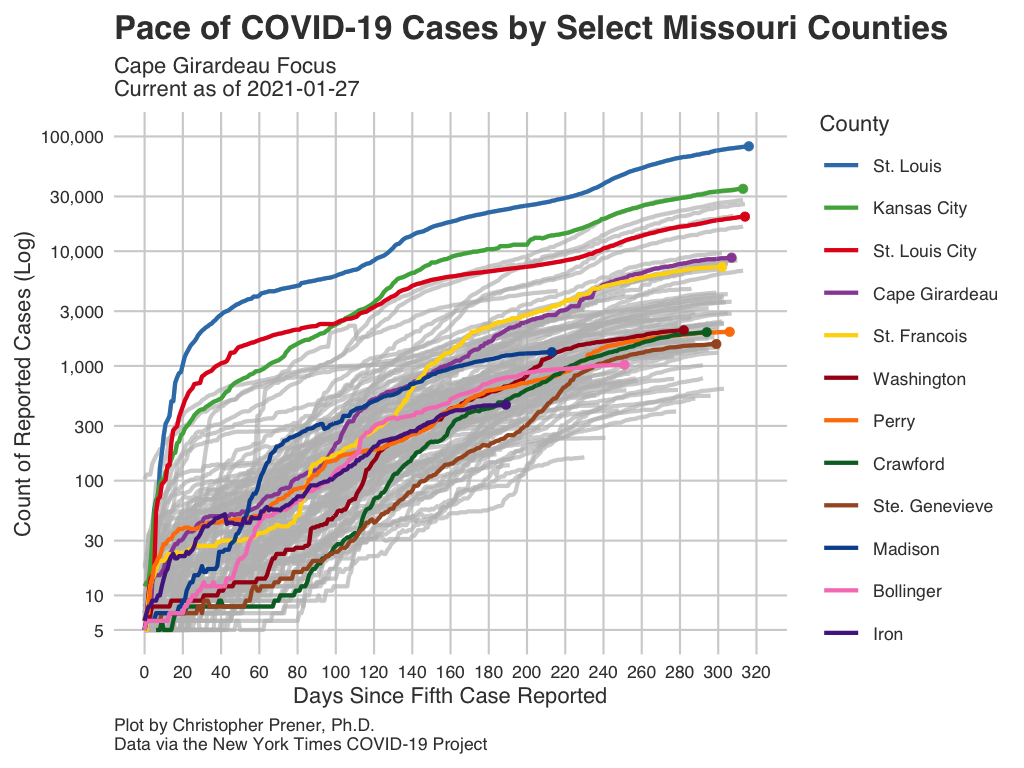 Pace of COVID-19 Cases by Select Missouri Counties
Cape Girardeau Focus
Current as of 2021-01-27
Count of Reported Cases (Log)
100,000
30,000
10,000
3,000
1,000
300
100
30
10
5
0 20 40 60 80 100 120 140 160 180 200 220 240 260 280 300 320
Days Since Fifth Case Reported
County
St. Louis
Kansas City
St. Louis City
Cape Girardeau
St. Francois
Washington
Perry
Crawford
Ste. Genevieve
Madison
Bollinger
Iron
Plot by Christopher Prener, Ph.D.
Data via the New York Times COVID-19 Project